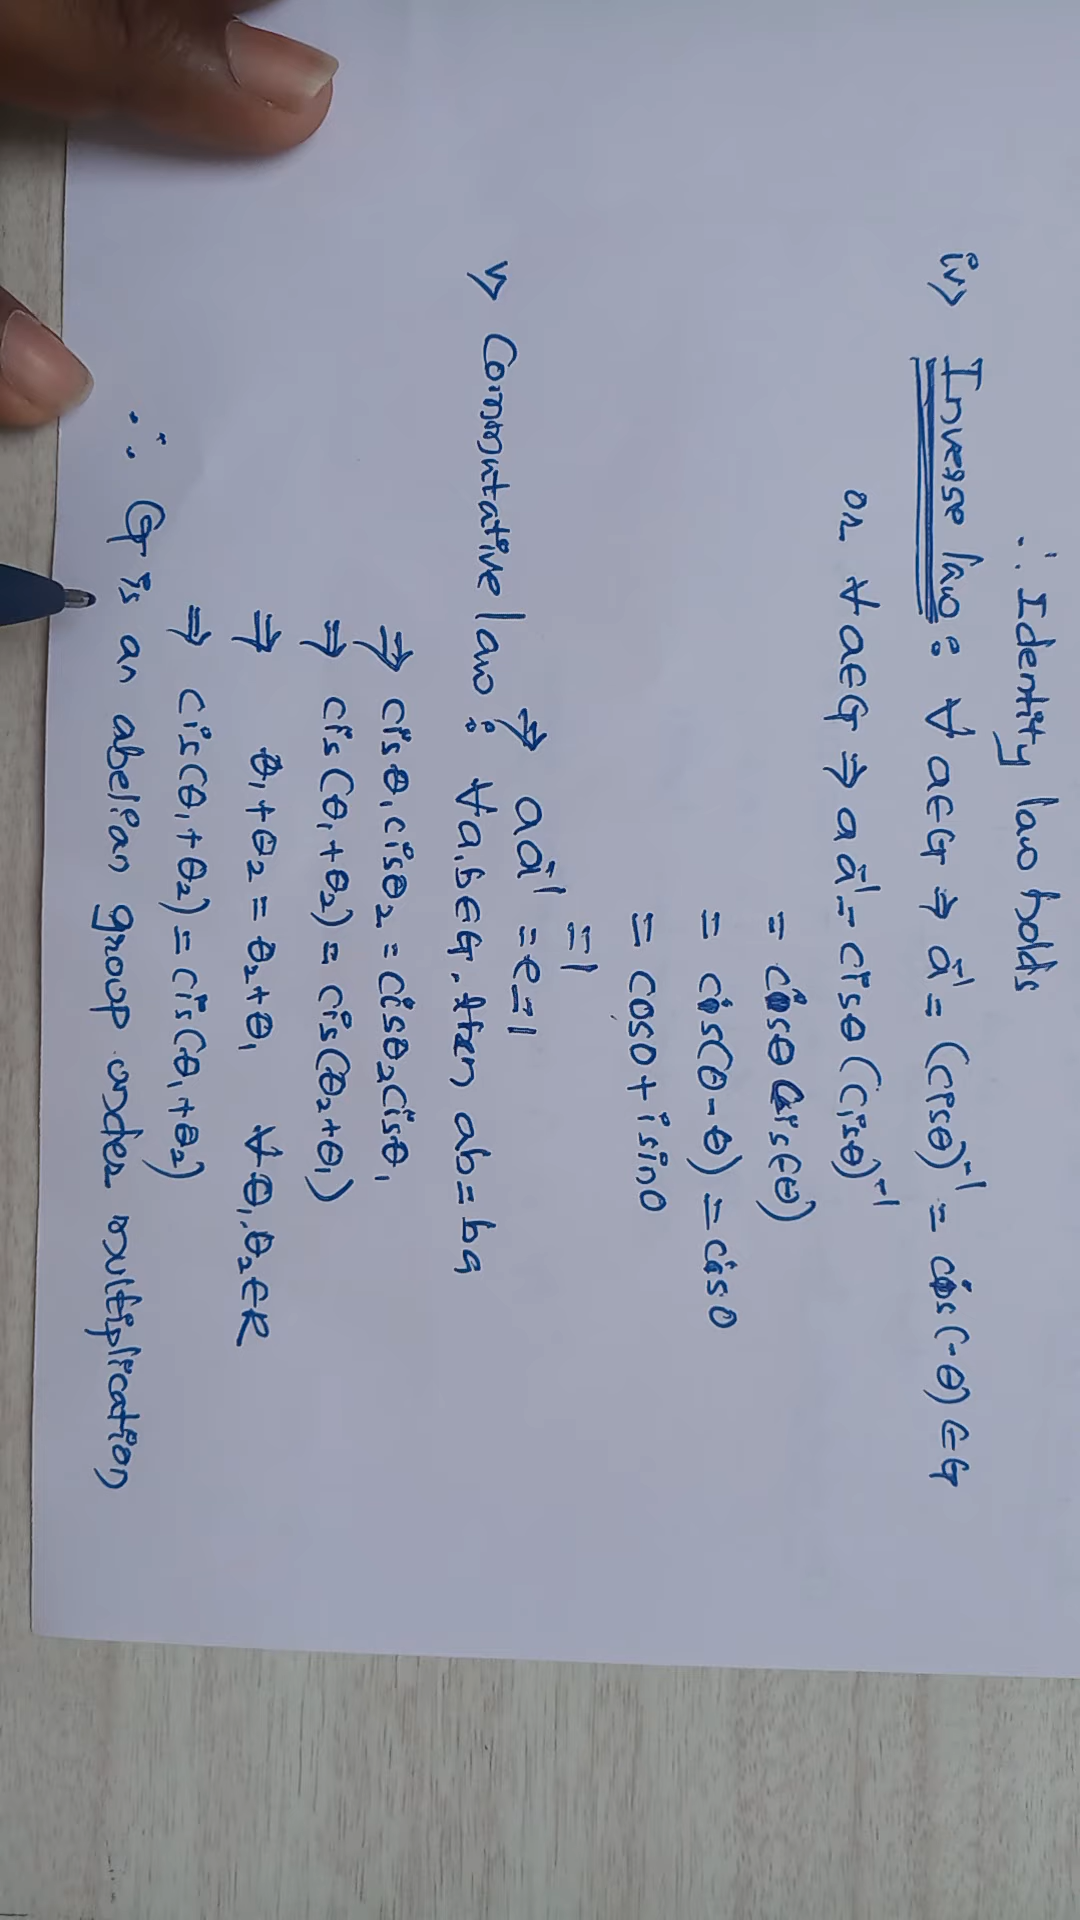 ∴ Identity law holds
iv) Inverse law : ∀ a∈G ⇒ a⁻¹ = (cisθ)⁻¹ = cis(-θ) ∈ G
or ∀ a∈G ⇒ a a⁻¹ = cisθ (cisθ)⁻¹
= cisθ cis(-θ)
= cis(θ-θ) = cis 0
= cos0 + i sin0
= 1
⇒ a a⁻¹ = e = 1
v) Commutative law : ∀ a,b∈G. then ab = ba
⇒ cisθ₁ cisθ₂ = cisθ₂ cisθ₁
⇒ cis(θ₁+θ₂) = cis(θ₂+θ₁)
⇒ θ₁+θ₂ = θ₂+θ₁ ∀ θ₁,θ₂∈R
⇒ cis(θ₁+θ₂) = cis(θ₁+θ₂)
∴ G is an abelian group under multiplication